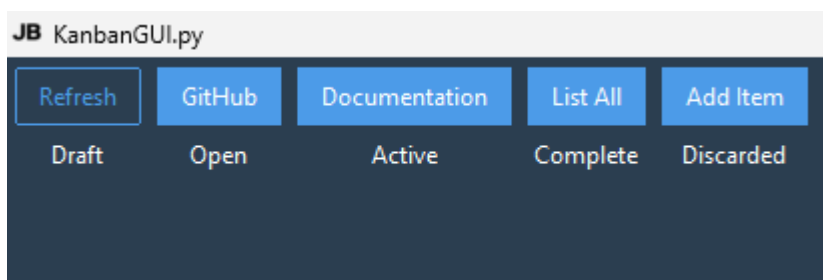 JB KanbanGUI.py
Refresh GitHub Documentation List All Add Item
Draft Open Active Complete Discarded